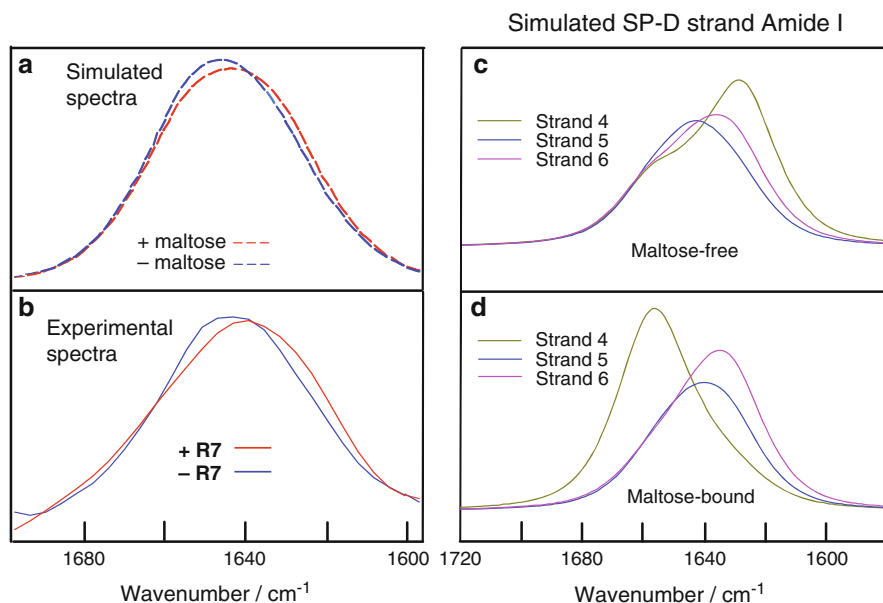 Simulated SP-D strand Amide I
a
Simulated
spectra
+ maltose
– maltose
b
Experimental
spectra
+ R7
– R7
1680
1640
1600
Wavenumber / cm-1
c
Strand 4
Strand 5
Strand 6
Maltose-free
d
Strand 4
Strand 5
Strand 6
Maltose-bound
1720
1680
1640
1600
Wavenumber / cm-1